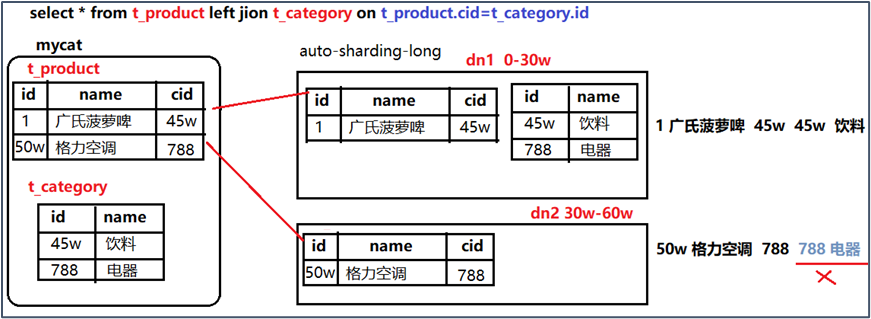 select * from t_product left jion t_category on t_product.cid=t_category.id
mycat
t_product
id name cid
1 广氏菠萝啤 45w
50w 格力空调 788
t_category
id name
45w 饮料
788 电器
auto-sharding-long
dn1 0-30w
id name cid
1 广氏菠萝啤 45w
id name
45w 饮料
788 电器
1 广氏菠萝啤 45w 45w 饮料
dn2 30w-60w
id name cid
50w 格力空调 788
50w 格力空调 788 788 电器